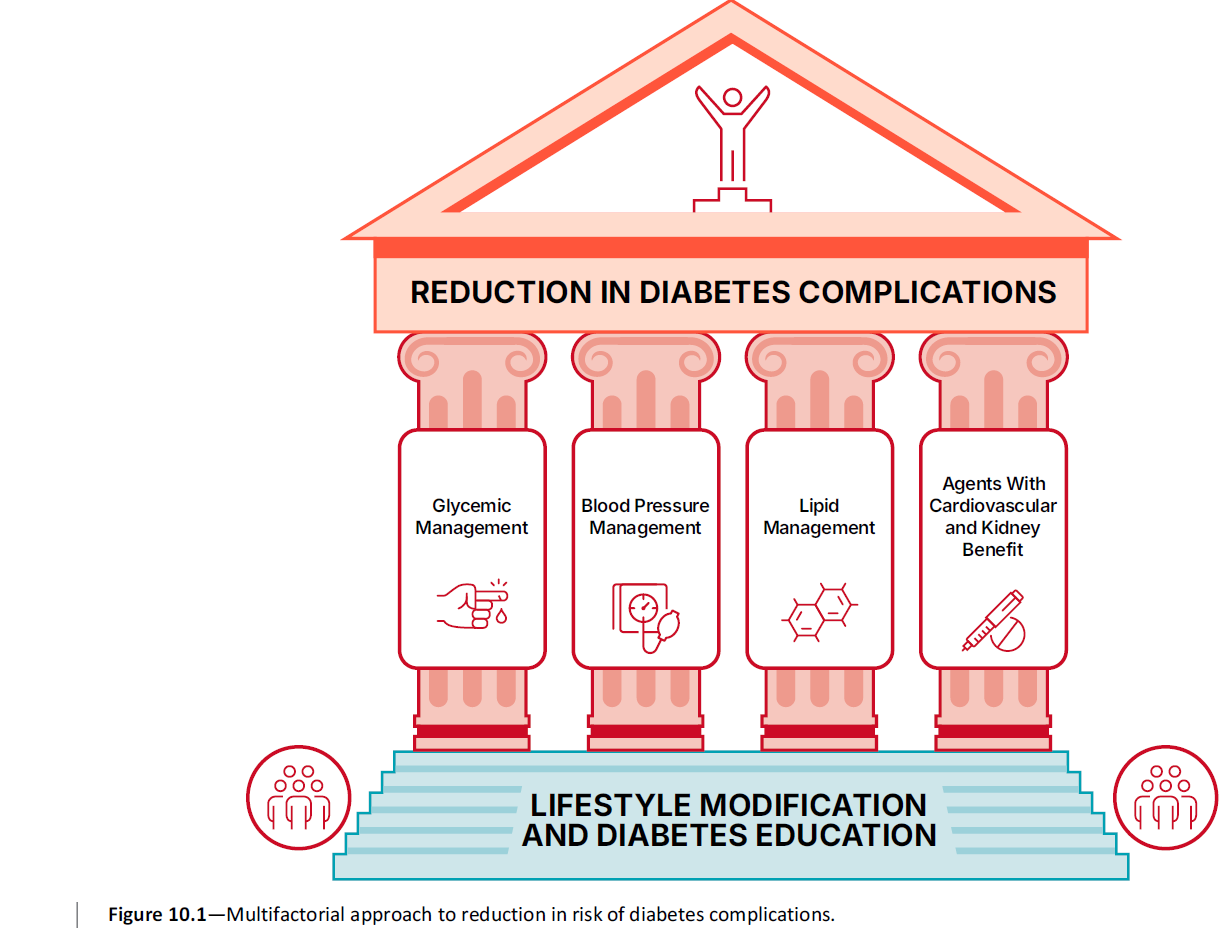 REDUCTION IN DIABETES COMPLICATIONS
Glycemic
Management
Blood Pressure
Management
Lipid
Management
Agents With
Cardiovascular
and Kidney
Benefit
LIFESTYLE MODIFICATION
AND DIABETES EDUCATION
Figure 10.1—Multifactorial approach to reduction in risk of diabetes complications.